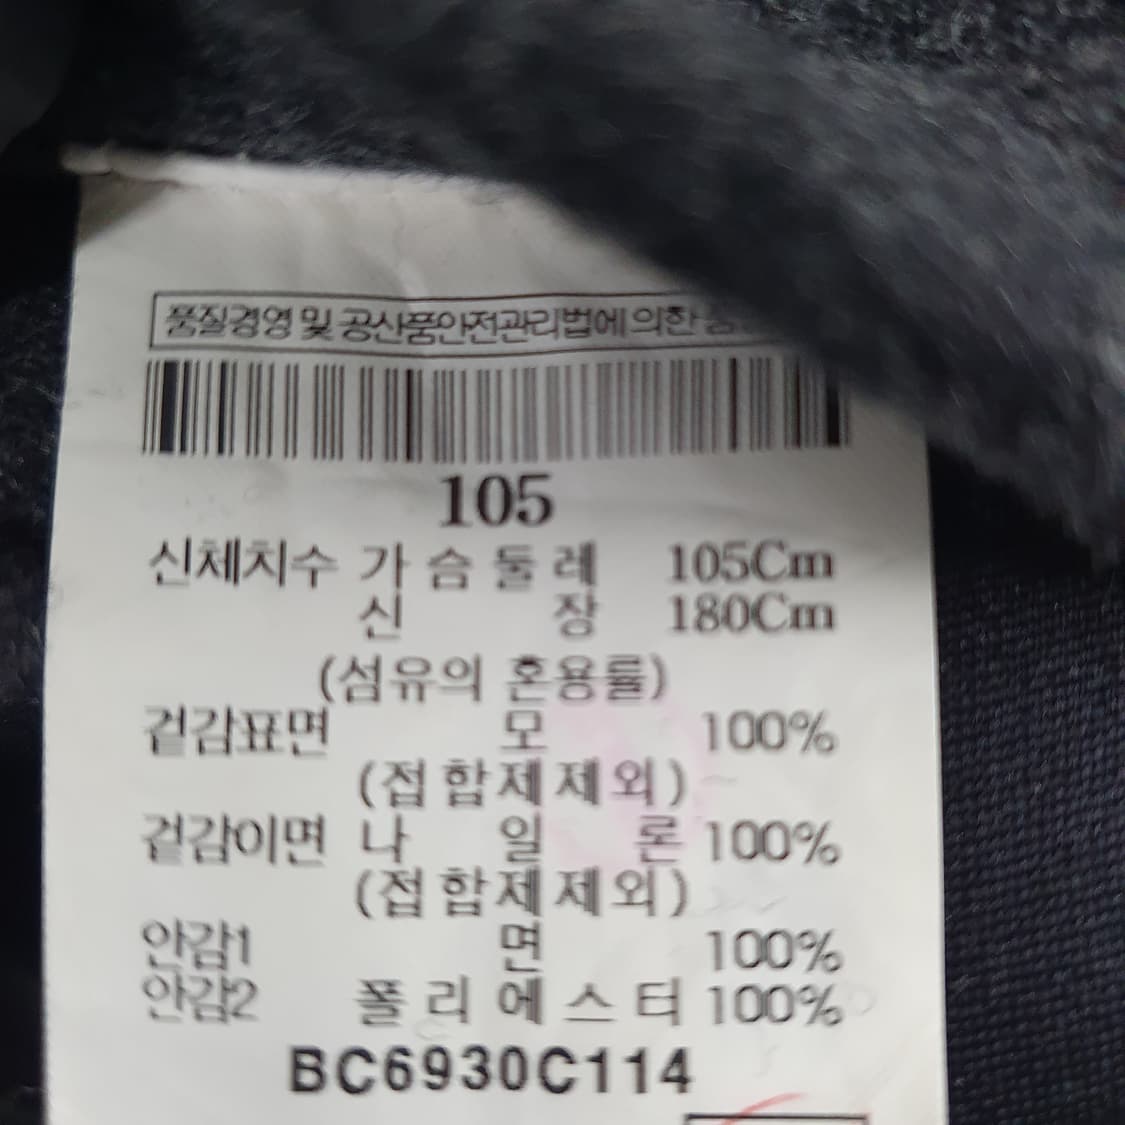 품질경영 및 공산품안전관리법에 의한
105
신체치수 가 슴 둘 레 105Cm
신 장 180Cm
(섬유의 혼용률)
겉감표면 모 100%
(접 합 제 제 외)
겉감이면 나 일 론 100%
(접 합 제 제 외)
안감1 면 100%
안감2 폴 리 에 스 터 100%
BC6930C114